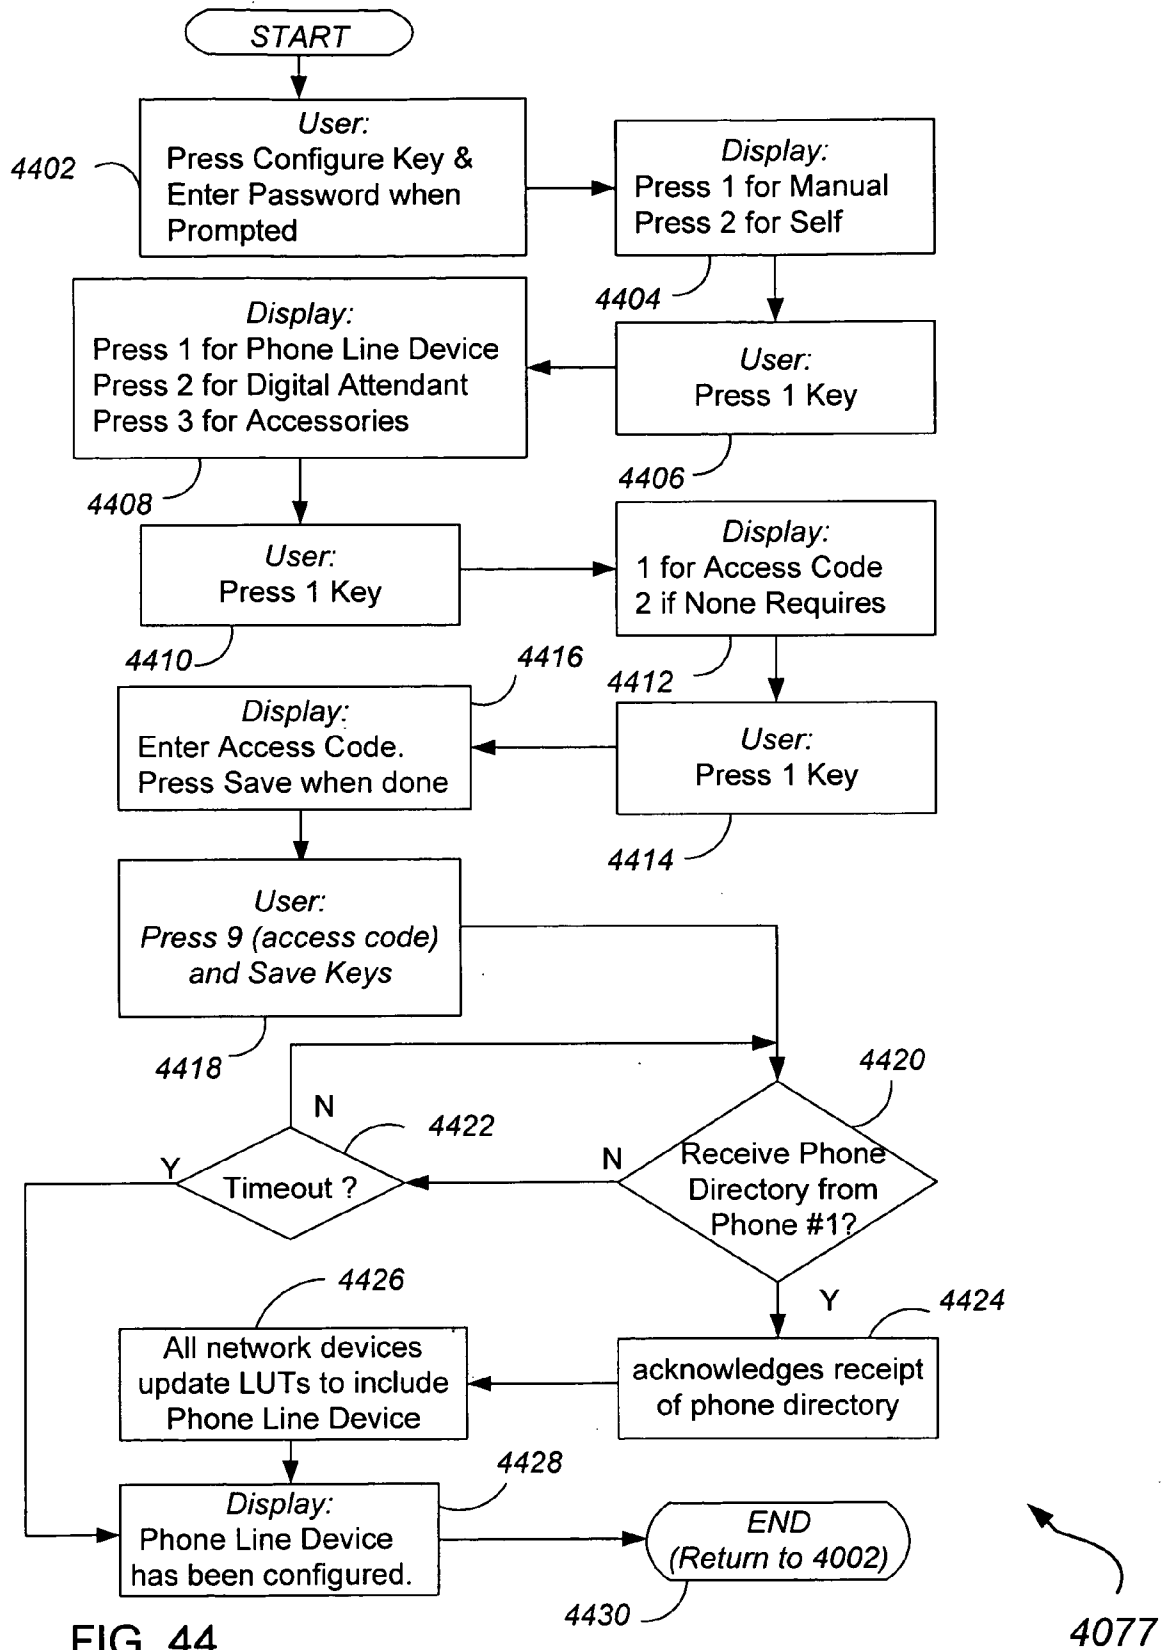 START
4402
User:
Press Configure Key &
Enter Password when
Prompted
Display:
Press 1 for Manual
Press 2 for Self
4404
User:
Press 1 Key
4406
Display:
Press 1 for Phone Line Device
Press 2 for Digital Attendant
Press 3 for Accessories
4408
User:
Press 1 Key
4410
Display:
1 for Access Code
2 if None Requires
4412
User:
Press 1 Key
4414
4416
Display:
Enter Access Code.
Press Save when done
User:
Press 9 (access code)
and Save Keys
4418
4420
Receive Phone
Directory from
Phone #1?
N
Y
4422
Timeout ?
N
Y
4424
acknowledges receipt
of phone directory
4426
All network devices
update LUTs to include
Phone Line Device
4428
Display:
Phone Line Device
has been configured.
END
(Return to 4002)
4430
4077
FIG. 44